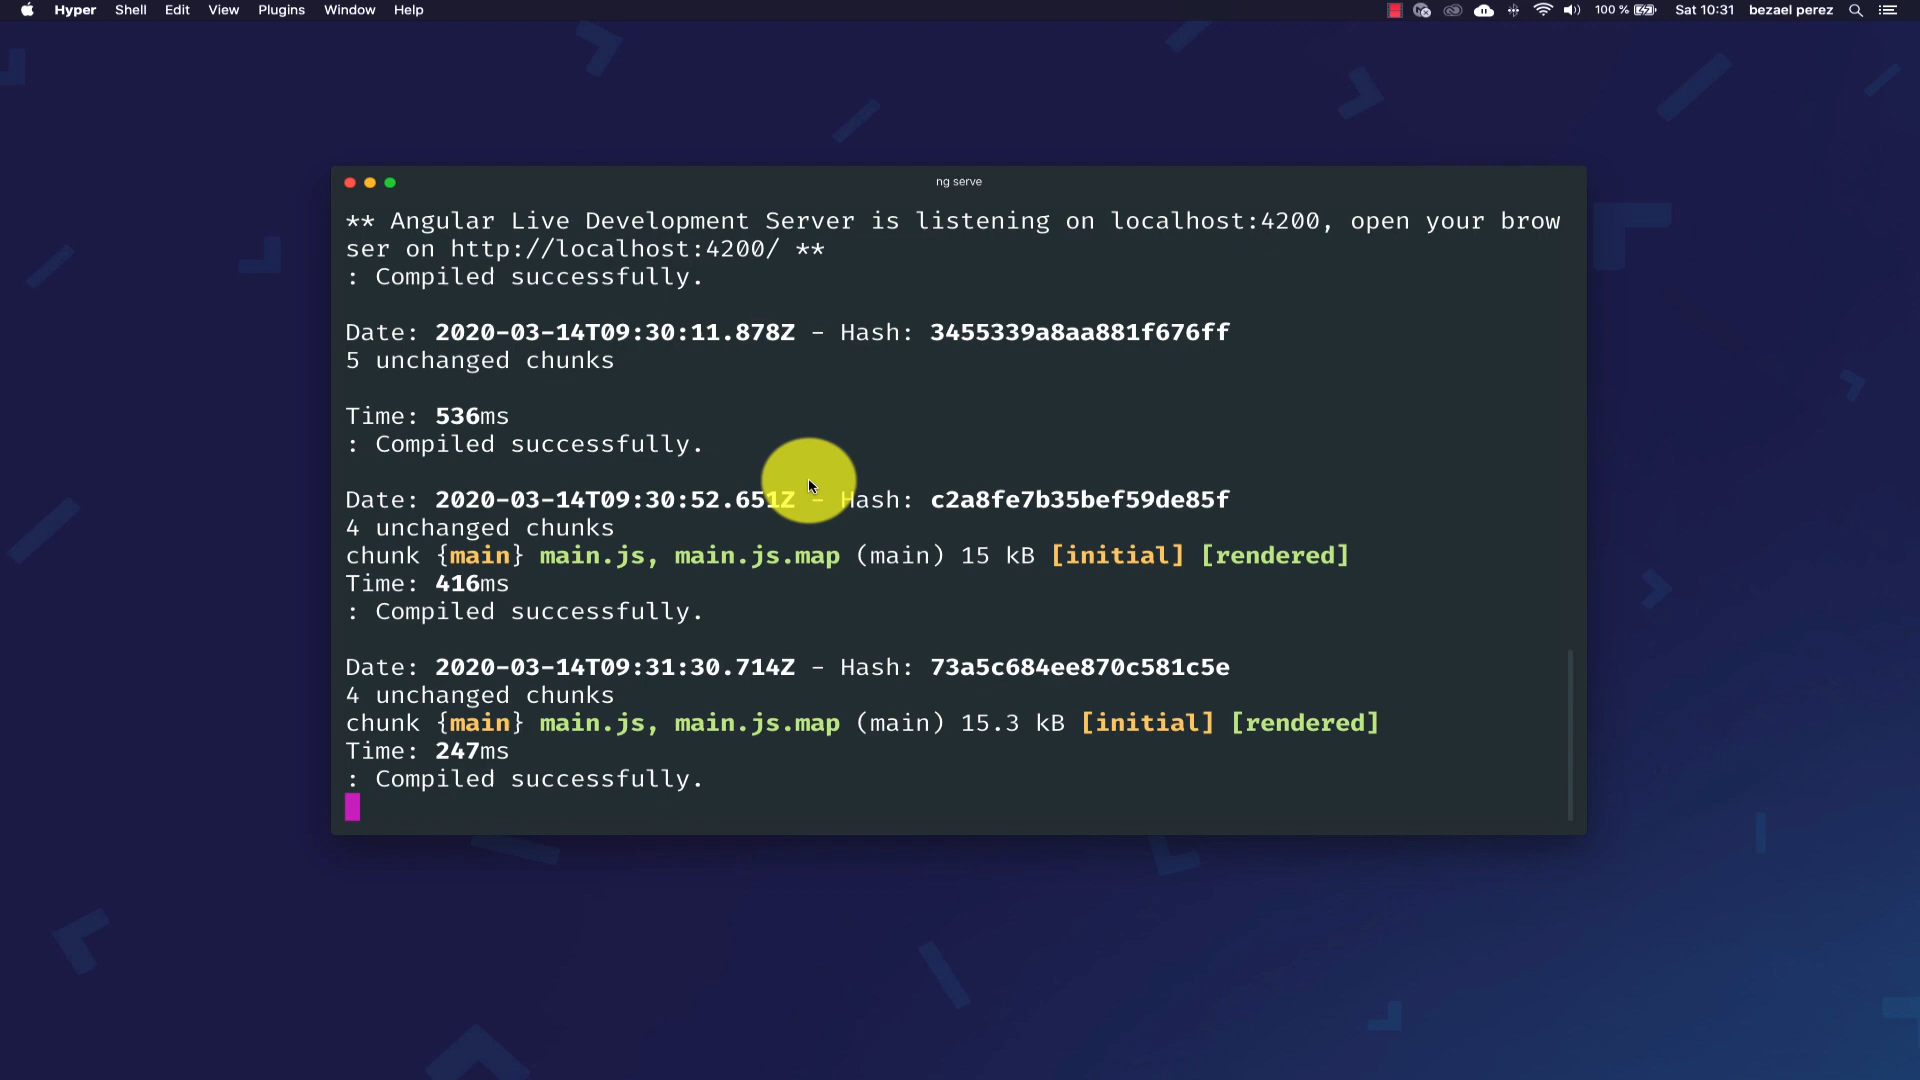 Hyper Shell Edit View Plugins Window Help 100 % Sat 10:31 bezael perez
ng serve
** Angular Live Development Server is listening on localhost:4200, open your brow
ser on http://localhost:4200/ **
: Compiled successfully.
Date: 2020-03-14T09:30:11.878Z - Hash: 3455339a8aa881f676ff
5 unchanged chunks
Time: 536ms
: Compiled successfully.
Date: 2020-03-14T09:30:52.651Z - Hash: c2a8fe7b35bef59de85f
4 unchanged chunks
chunk {main} main.js, main.js.map (main) 15 kB [initial] [rendered]
Time: 416ms
: Compiled successfully.
Date: 2020-03-14T09:31:30.714Z - Hash: 73a5c684ee870c581c5e
4 unchanged chunks
chunk {main} main.js, main.js.map (main) 15.3 kB [initial] [rendered]
Time: 247ms
: Compiled successfully.